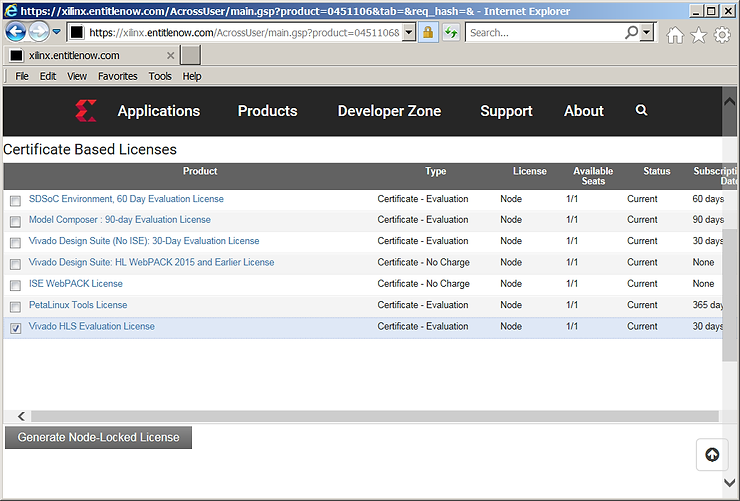 https://xilinx.entitlenow.com/AcrossUser/main.gsp?product=0451106&tab=&req_hash=& - Internet Explorer
https://xilinx.entitlenow.com/AcrossUser/main.gsp?product=0451106& Search...
xilinx.entitlenow.com
File Edit View Favorites Tools Help
Applications Products Developer Zone Support About
Certificate Based Licenses
Product Type License Available Seats Status Subscripti Date
SDSoC Environment, 60 Day Evaluation License Certificate - Evaluation Node 1/1 Current 60 days
Model Composer : 90-day Evaluation License Certificate - Evaluation Node 1/1 Current 90 days
Vivado Design Suite (No ISE): 30-Day Evaluation License Certificate - Evaluation Node 1/1 Current 30 days
Vivado Design Suite: HL WebPACK 2015 and Earlier License Certificate - No Charge Node 1/1 Current None
ISE WebPACK License Certificate - No Charge Node 1/1 Current None
PetaLinux Tools License Certificate - Evaluation Node 1/1 Current 365 day
Vivado HLS Evaluation License Certificate - Evaluation Node 1/1 Current 30 days
Generate Node-Locked License